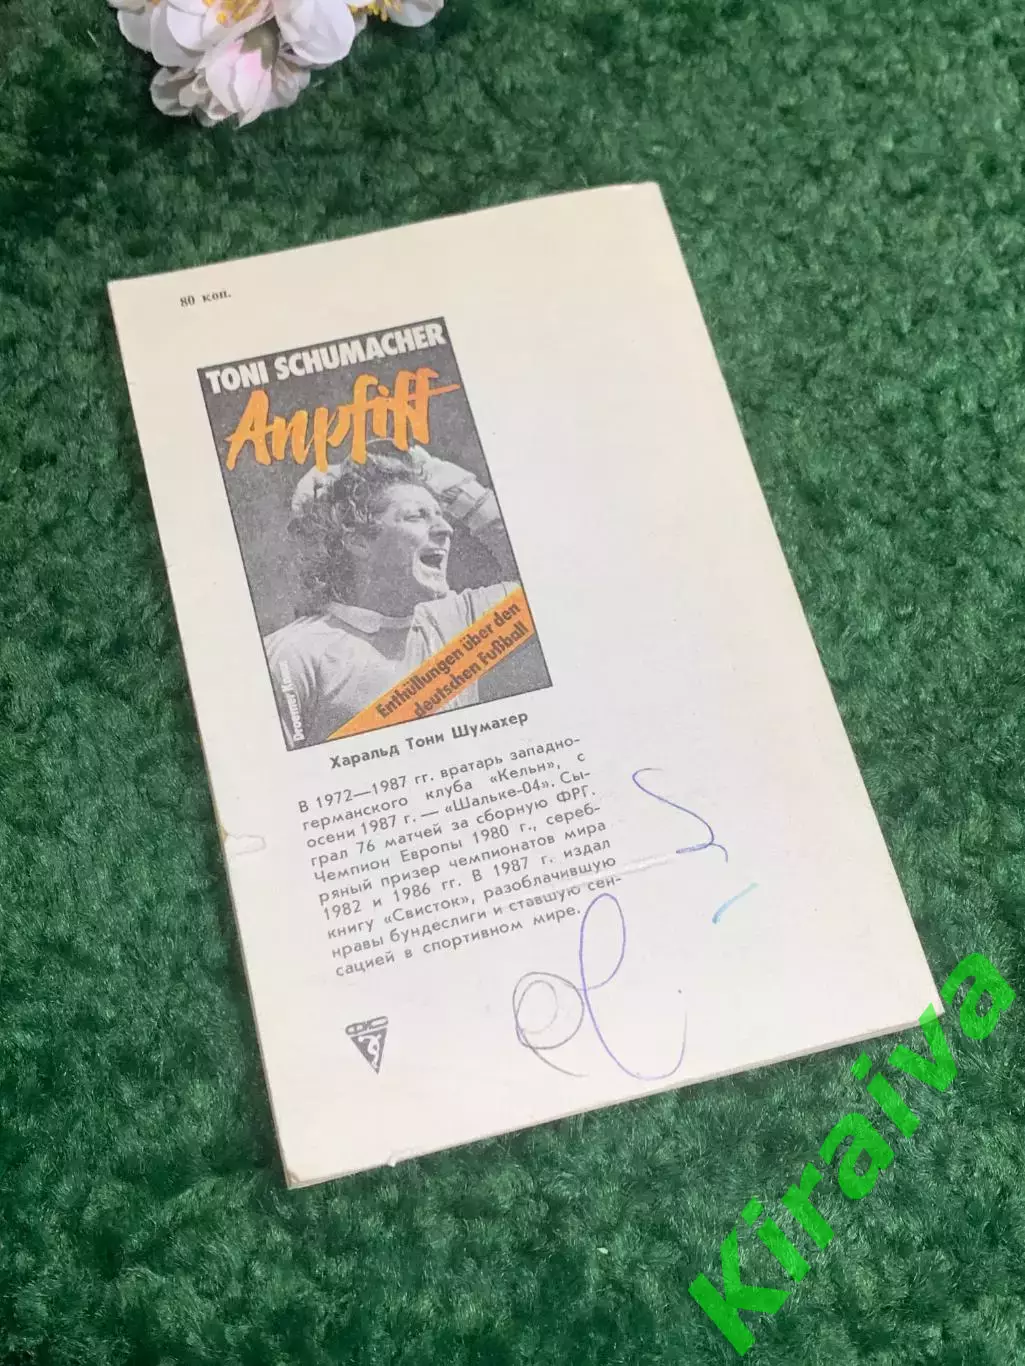 80 коп.
TONI SCHUMACHER
Anpfiff
Enthüllungen über den
deutschen Fußball
Droemer Knaur
Харальд Тони Шумахер
В 1972—1987 гг. вратарь западно-
германского клуба «Кельн», с
осени 1987 г. — «Шальке-04». Сы-
грал 76 матчей за сборную ФРГ.
Чемпион Европы 1980 г., сереб-
ряный призер чемпионатов мира
1982 и 1986 гг. В 1987 г. издал
книгу «Свисток», разоблачившую
нравы бундеслиги и ставшую сен-
сацией в спортивном мире.
ФИС
Kiraiva